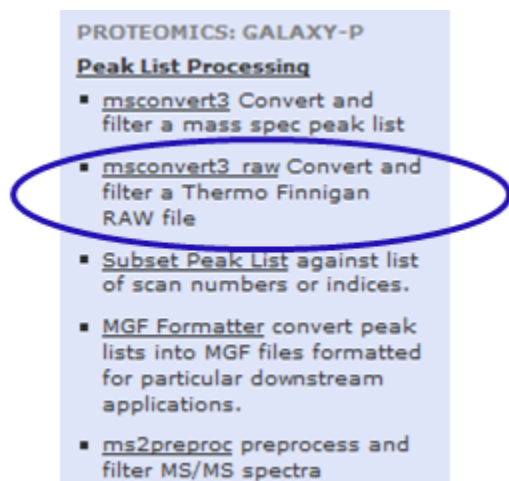 PROTEOMICS: GALAXY-P
Peak List Processing
▪ msconvert3 Convert and
filter a mass spec peak list
▪ msconvert3_raw Convert and
filter a Thermo Finnigan
RAW file
▪ Subset Peak List against list
of scan numbers or indices.
▪ MGF Formatter convert peak
lists into MGF files formatted
for particular downstream
applications.
▪ ms2preproc preprocess and
filter MS/MS spectra